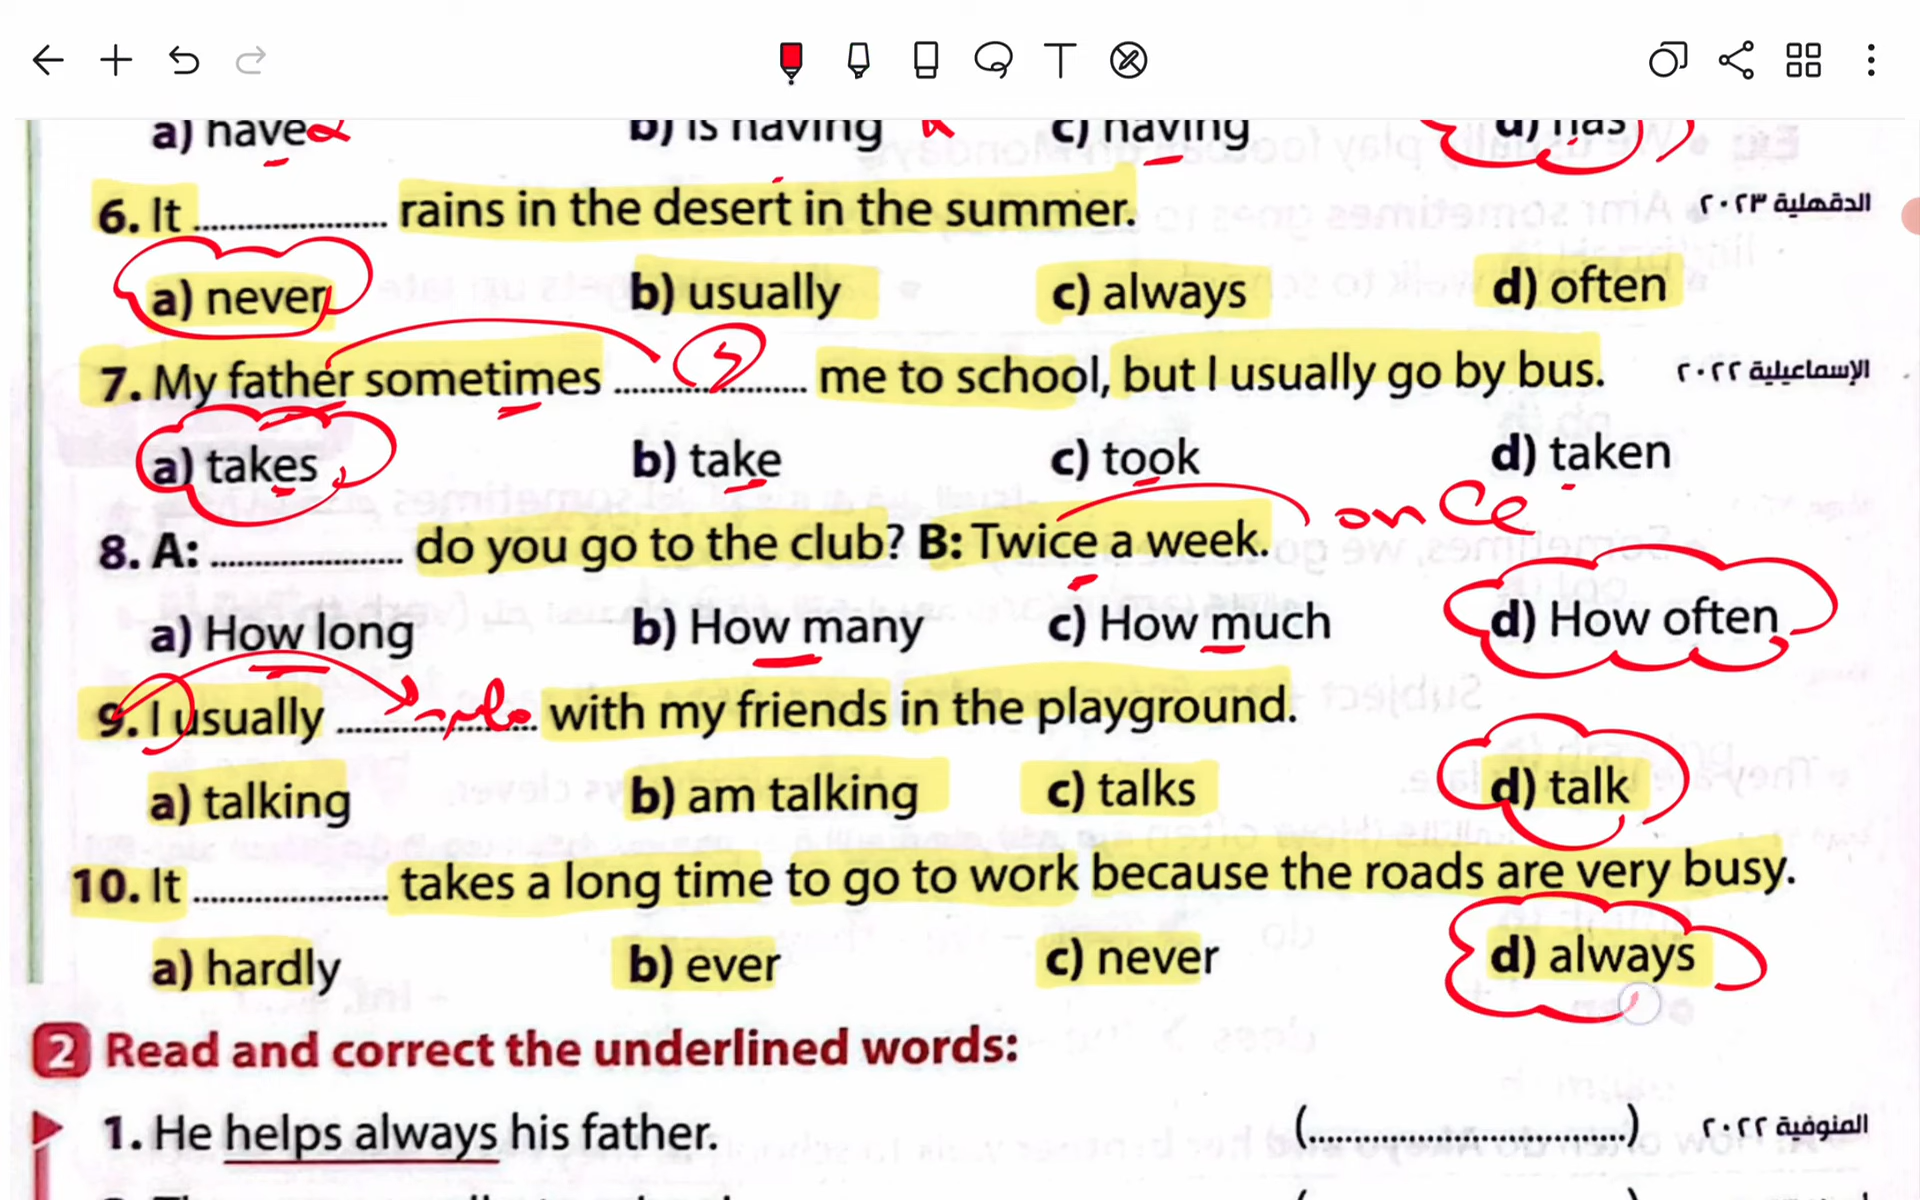 a) have b) is having c) having d) has
6. It .................... rains in the desert in the summer. الدقهلية ٢٠٢٣
a) never b) usually c) always d) often
7. My father sometimes .................... me to school, but I usually go by bus. الإسماعيلية ٢٠٢٢
a) takes b) take c) took d) taken
once
8. A: .................... do you go to the club? B: Twice a week.
a) How long b) How many c) How much d) How often
9. I usually .................... with my friends in the playground.
a) talking b) am talking c) talks d) talk
10. It .................... takes a long time to go to work because the roads are very busy.
a) hardly b) ever c) never d) always
2 Read and correct the underlined words:
1. He helps always his father. (................................) المنوفية ٢٠٢٢